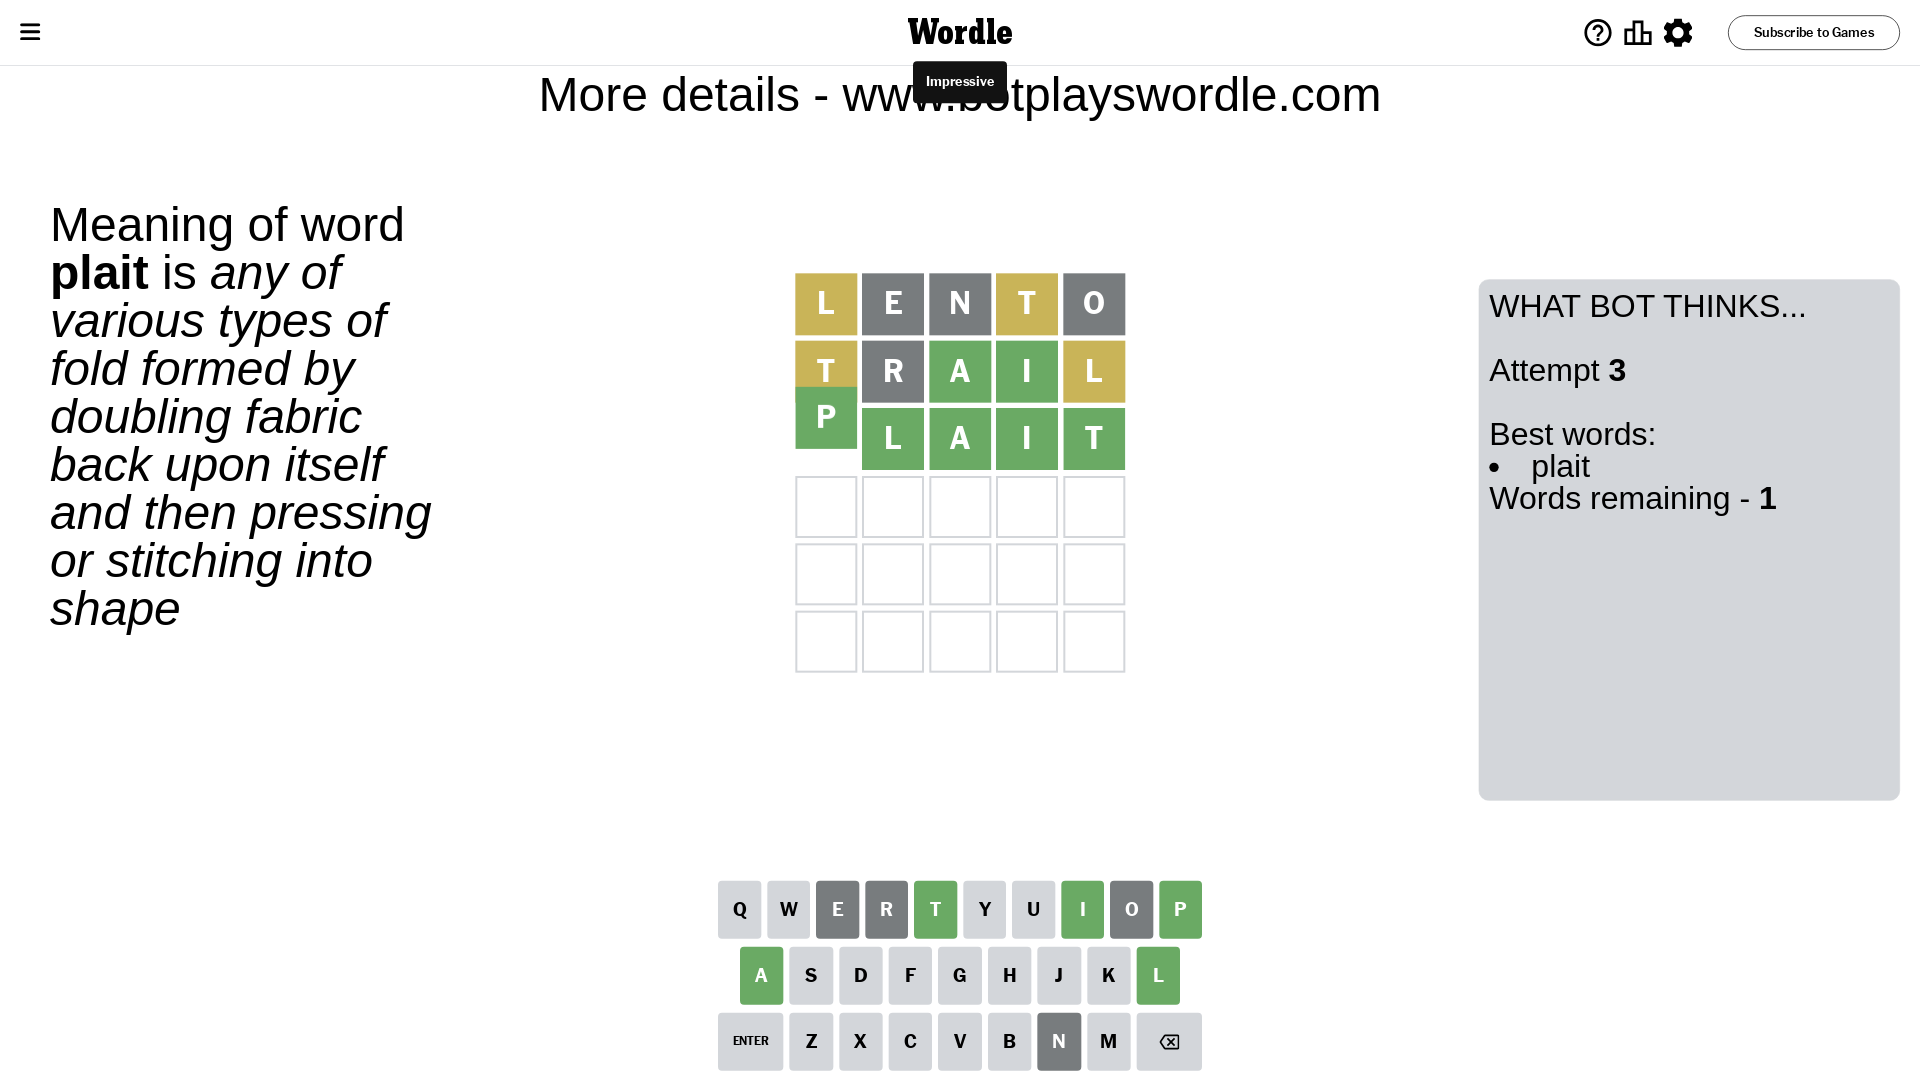 Wordle
Subscribe to Games
Impressive
More details - www.botplayswordle.com
Meaning of word
plait is any of
various types of
fold formed by
doubling fabric
back upon itself
and then pressing
or stitching into
shape
L E N T O
T R A I L
P L A I T
WHAT BOT THINKS...
Attempt 3
Best words:
• plait
Words remaining - 1
Q W E R T Y U I O P
A S D F G H J K L
ENTER Z X C V B N M